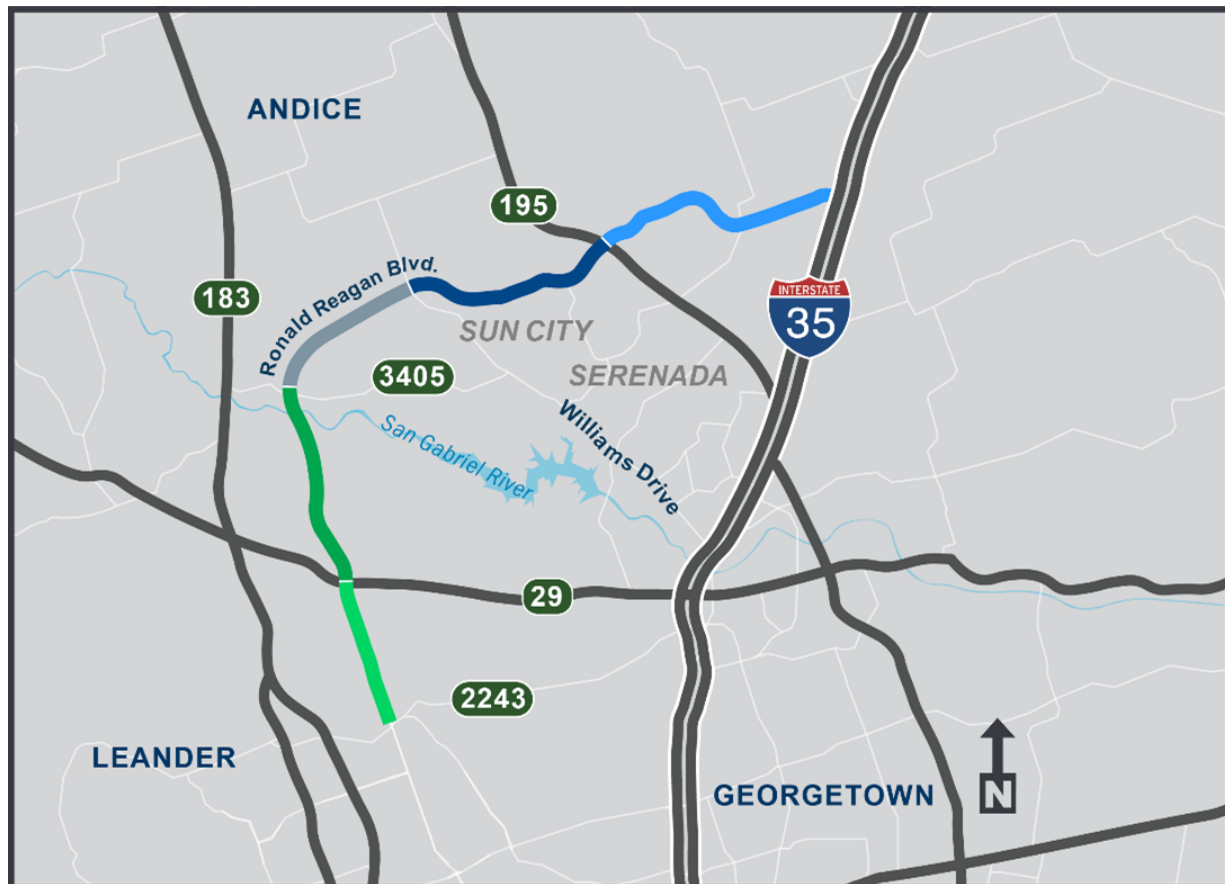 ANDICE
195
Ronald Reagan Blvd.
183
INTERSTATE
35
SUN CITY
3405
SERENADA
Williams Drive
San Gabriel River
29
2243
LEANDER
GEORGETOWN
N